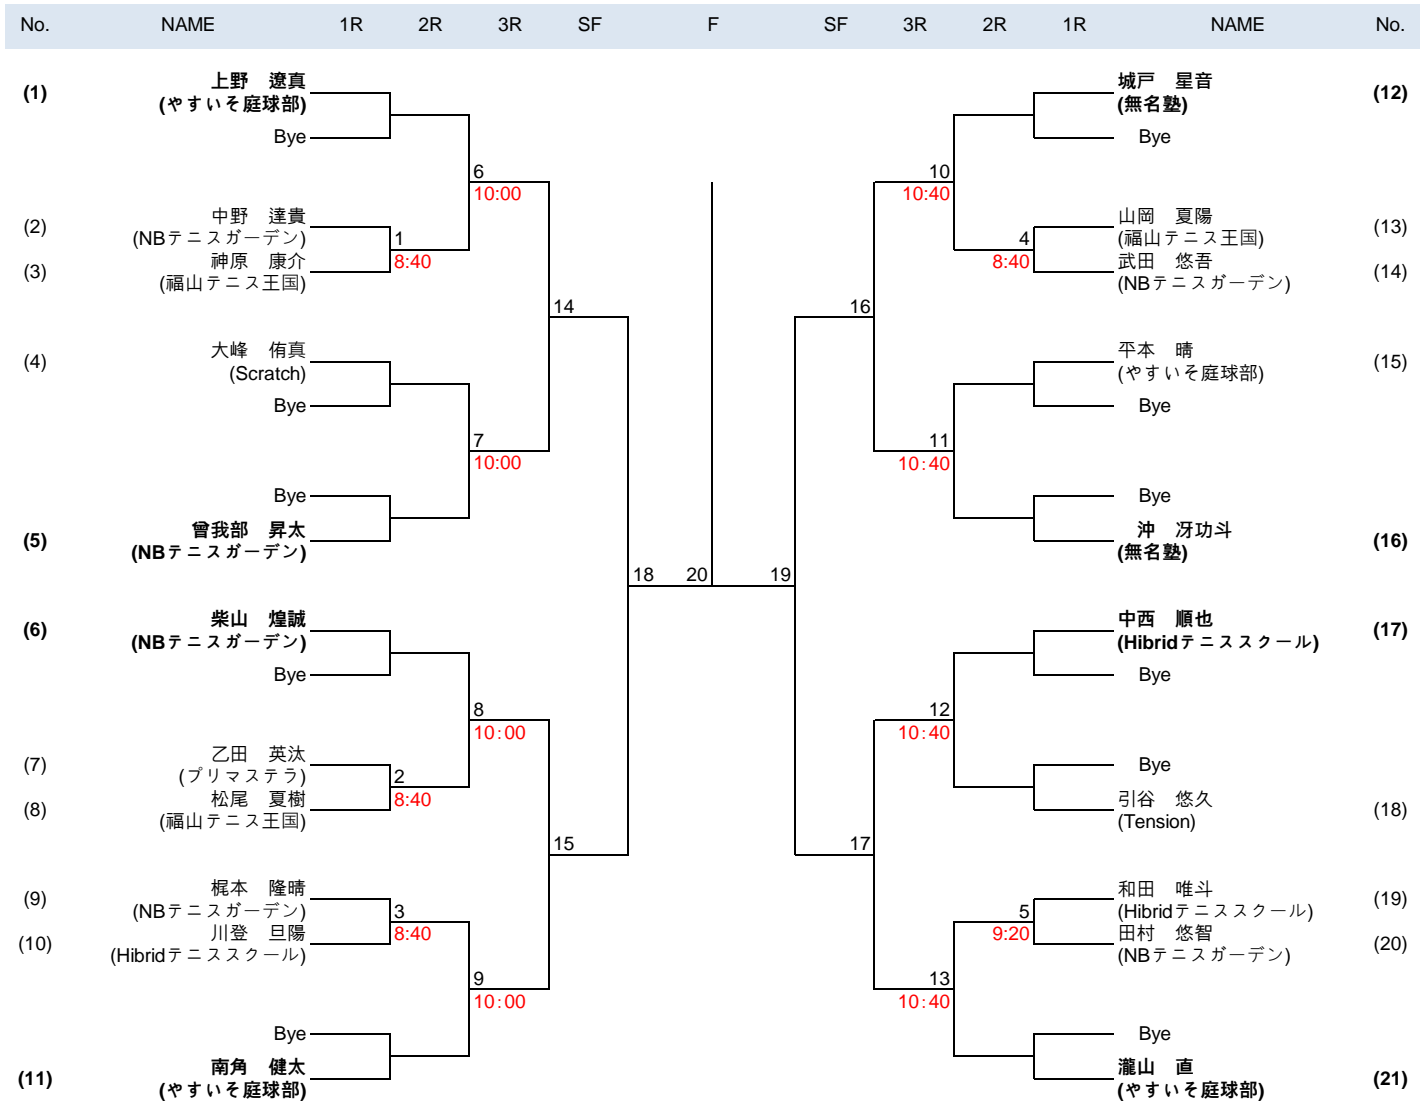 No. NAME 1R 2R 3R SF F SF 3R 2R 1R NAME No.
(1) 上野 遼真
(やすいそ庭球部)
Bye
6
10:00
(2) 中野 達貴
(NBテニスガーデン)
1
8:40
(3) 神原 康介
(福山テニス王国)
14
(4) 大峰 侑真
(Scratch)
Bye
7
10:00
Bye
(5) 曾我部 昇太
(NBテニスガーデン)
18 20 19
(6) 柴山 煌誠
(NBテニスガーデン)
Bye
8
10:00
(7) 乙田 英汰
(プリマステラ)
2
8:40
(8) 松尾 夏樹
(福山テニス王国)
15
(9) 梶本 隆晴
(NBテニスガーデン)
3
8:40
(10) 川登 旦陽
(Hibridテニススクール)
9
10:00
Bye
(11) 南角 健太
(やすいそ庭球部)
城戸 星音 (12)
(無名塾)
Bye
10
10:40
山岡 夏陽 (13)
(福山テニス王国)
4
8:40
武田 悠吾 (14)
(NBテニスガーデン)
16
平本 晴 (15)
(やすいそ庭球部)
Bye
11
10:40
Bye
沖 冴功斗 (16)
(無名塾)
中西 順也 (17)
(Hibridテニススクール)
Bye
12
10:40
Bye
引谷 悠久 (18)
(Tension)
17
和田 唯斗 (19)
(Hibridテニススクール)
5
9:20
田村 悠智 (20)
(NBテニスガーデン)
13
10:40
Bye
瀧山 直 (21)
(やすいそ庭球部)